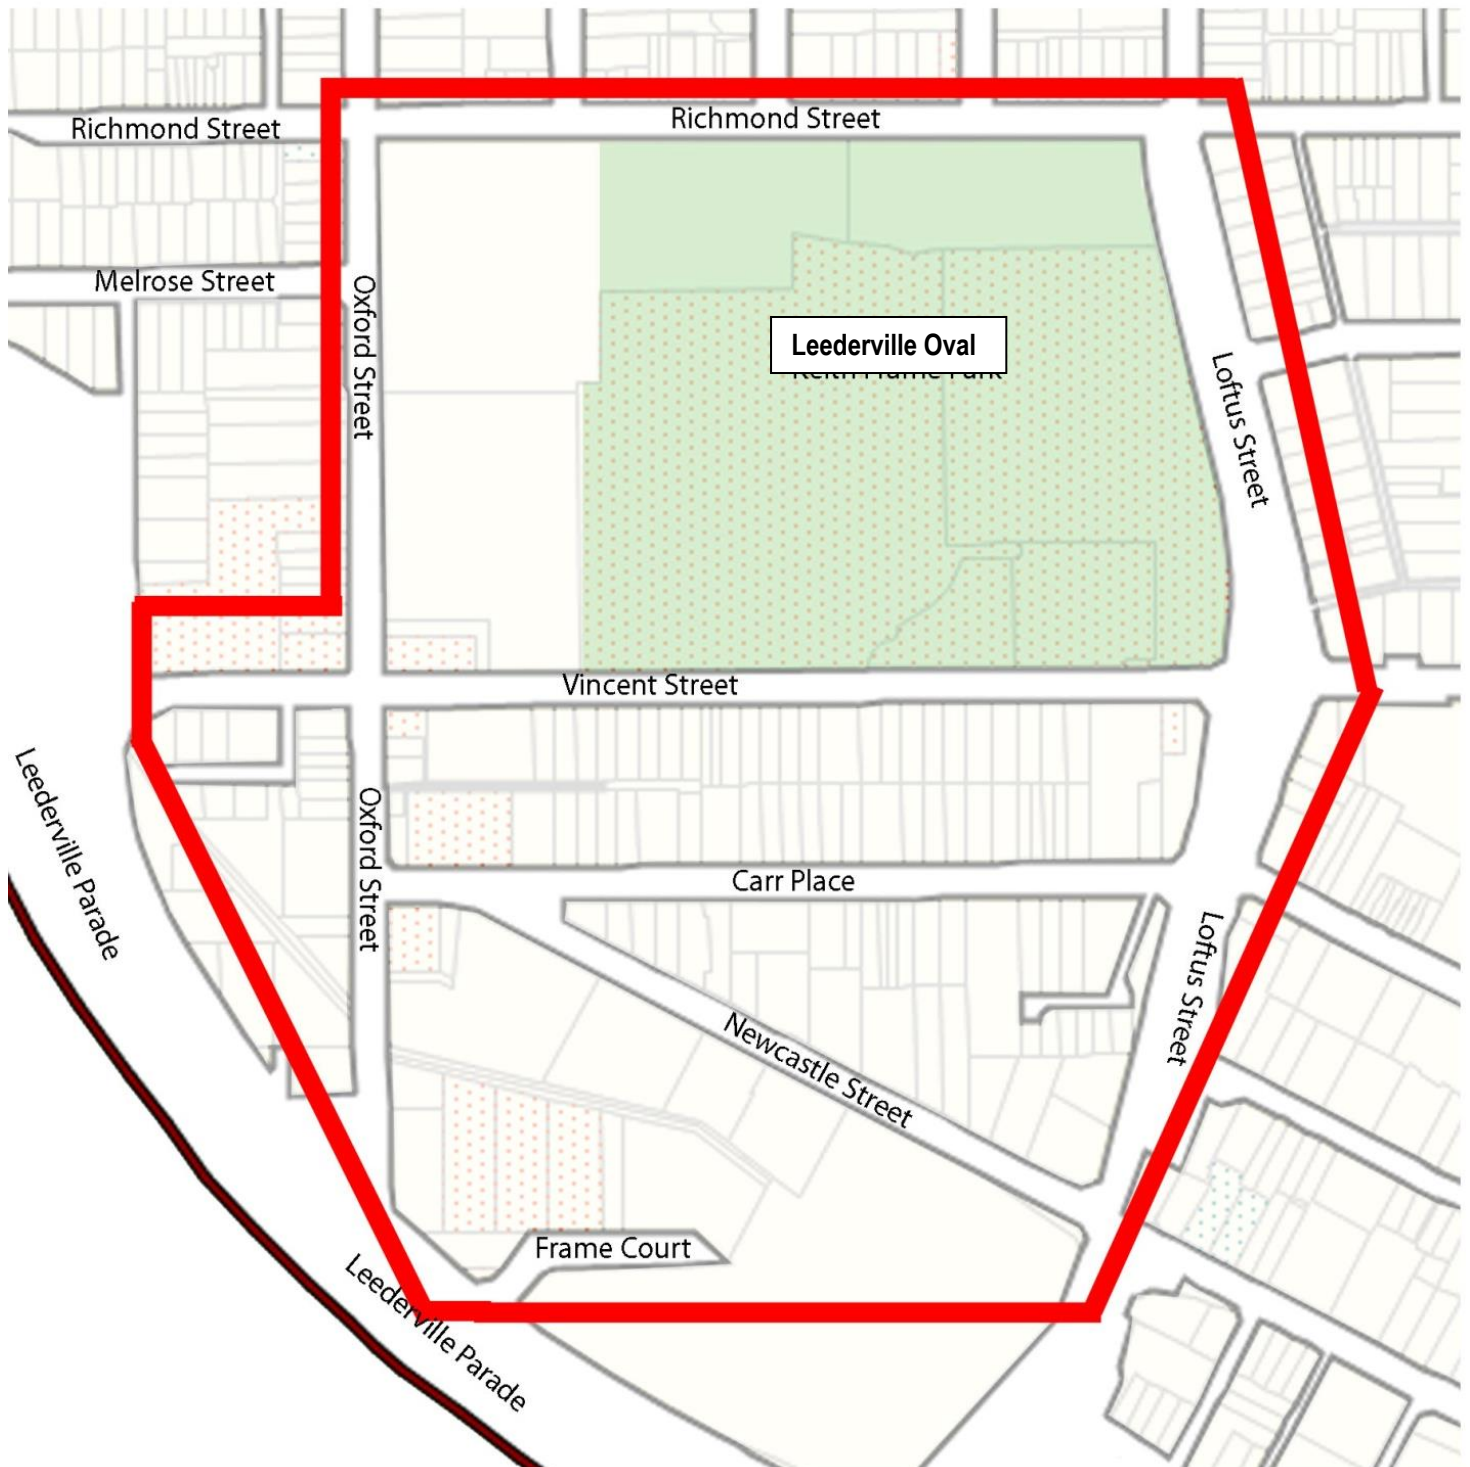 Richmond Street
Richmond Street
Melrose Street
Oxford Street
Leederville Oval
Loftus Street
Vincent Street
Leederville Parade
Oxford Street
Carr Place
Loftus Street
Newcastle Street
Frame Court
Leederville Parade